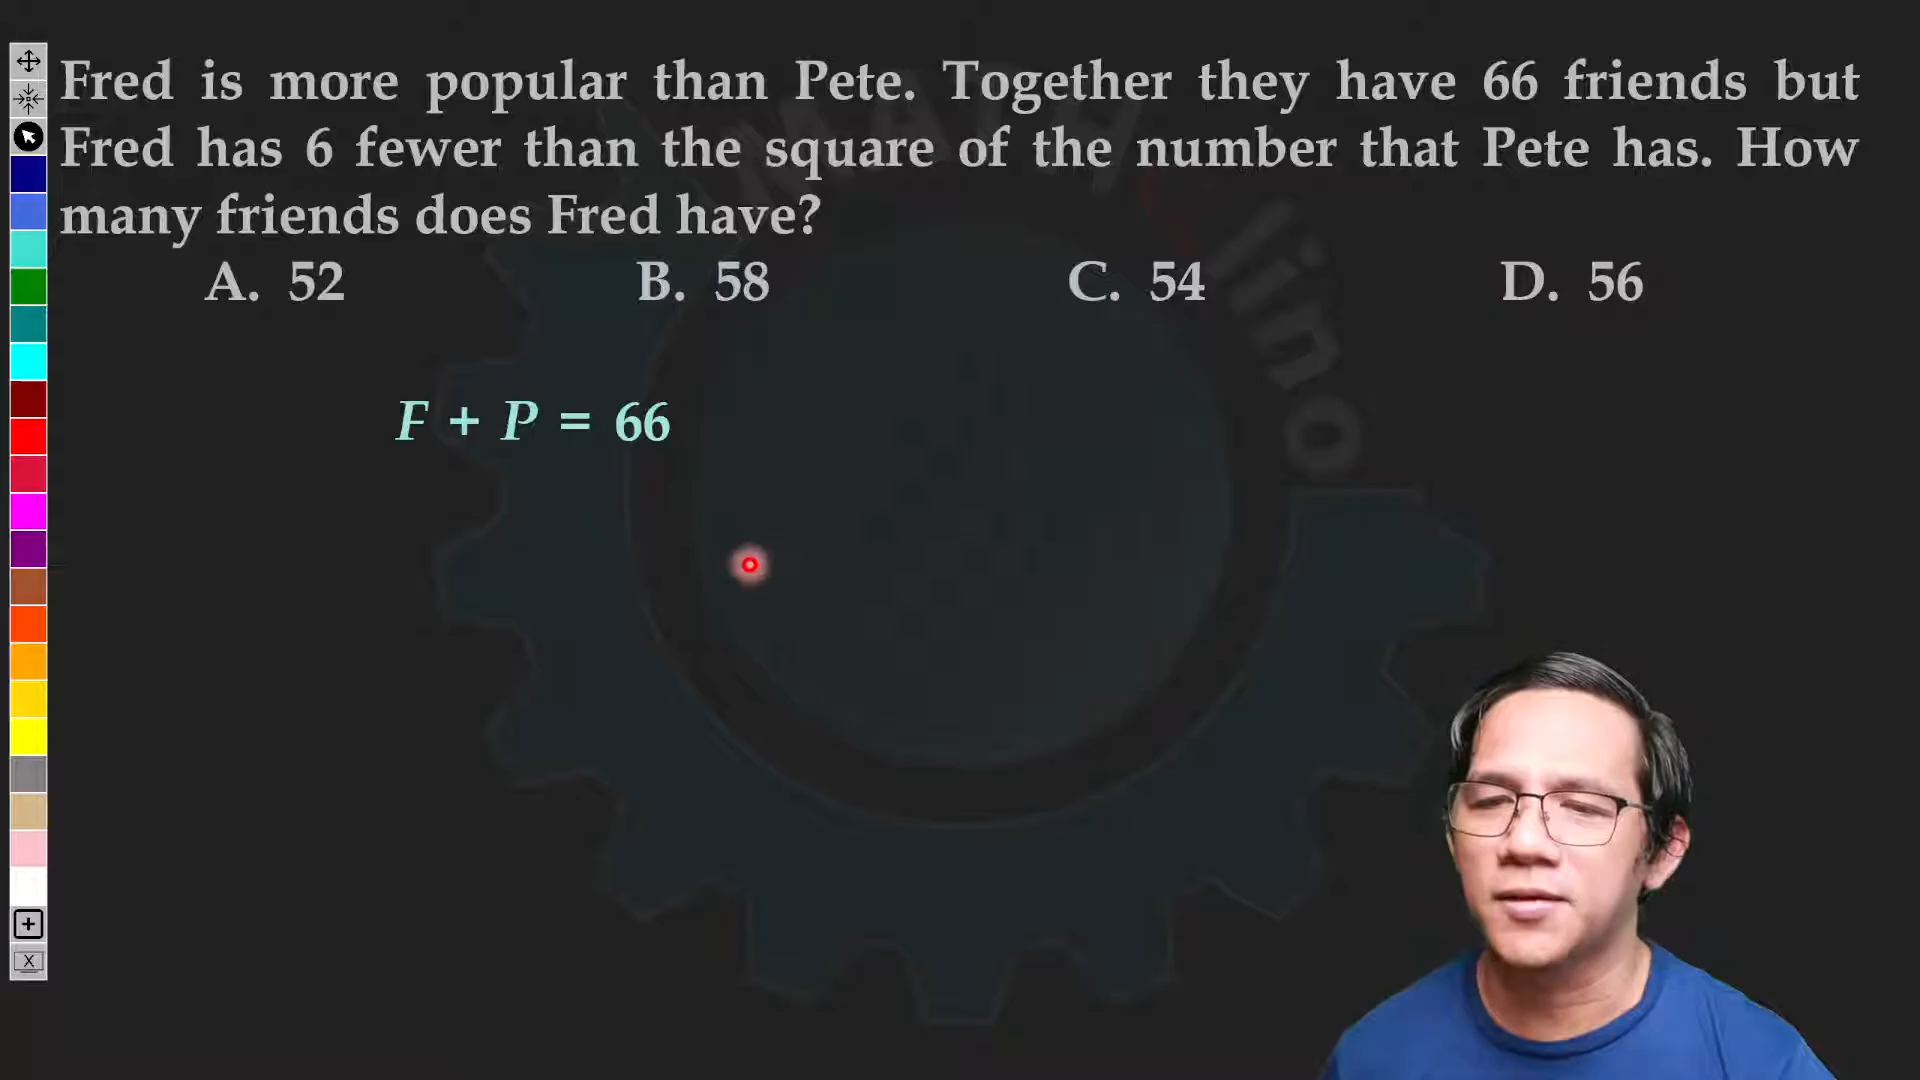 Fred is more popular than Pete. Together they have 66 friends but
Fred has 6 fewer than the square of the number that Pete has. How
many friends does Fred have?
A. 52 B. 58 C. 54 D. 56
F + P = 66
MATHlino
X